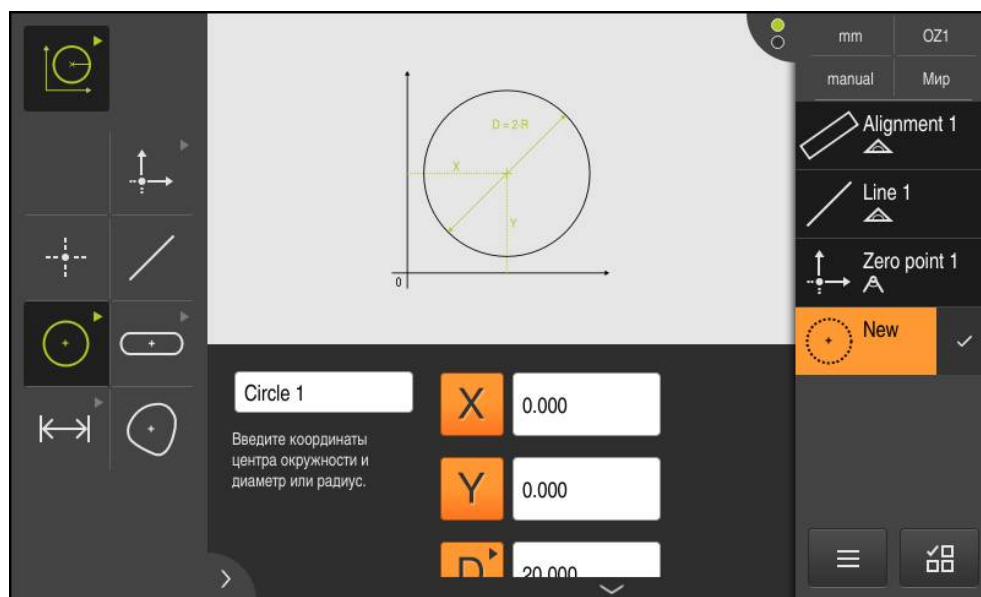 mm
OZ1
manual
Мир
Alignment 1
Line 1
Zero point 1
New
D = 2·R
X
Y
0
Circle 1
Введите координаты
центра окружности и
диаметр или радиус.
X
0.000
Y
0.000
D
20.000